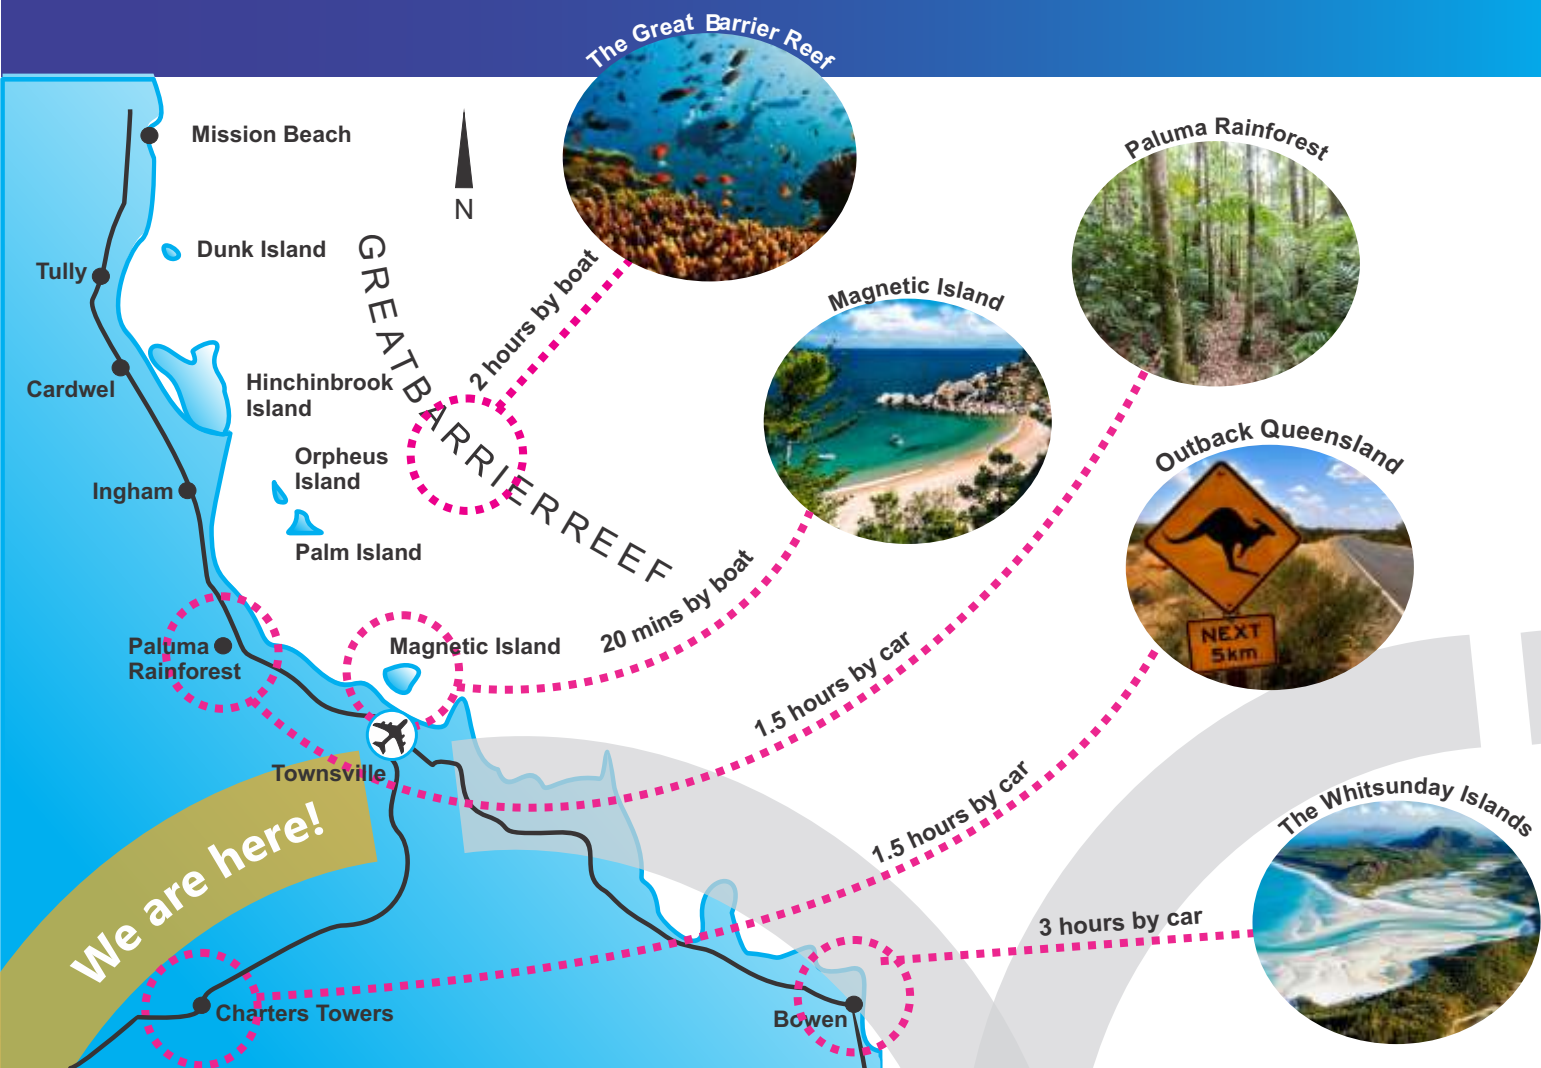 The Great Barrier Reef
Mission Beach
N
Paluma Rainforest
Dunk Island
Tully
GREAT BARRIER REEF
2 hours by boat
Magnetic Island
Cardwel
Hinchinbrook
Island
Outback Queensland
Orpheus
Island
Ingham
Palm Island
20 mins by boat
NEXT
5km
Paluma
Rainforest
Magnetic Island
1.5 hours by car
Townsville
We are here!
1.5 hours by car
The Whitsunday Islands
3 hours by car
Charters Towers
Bowen